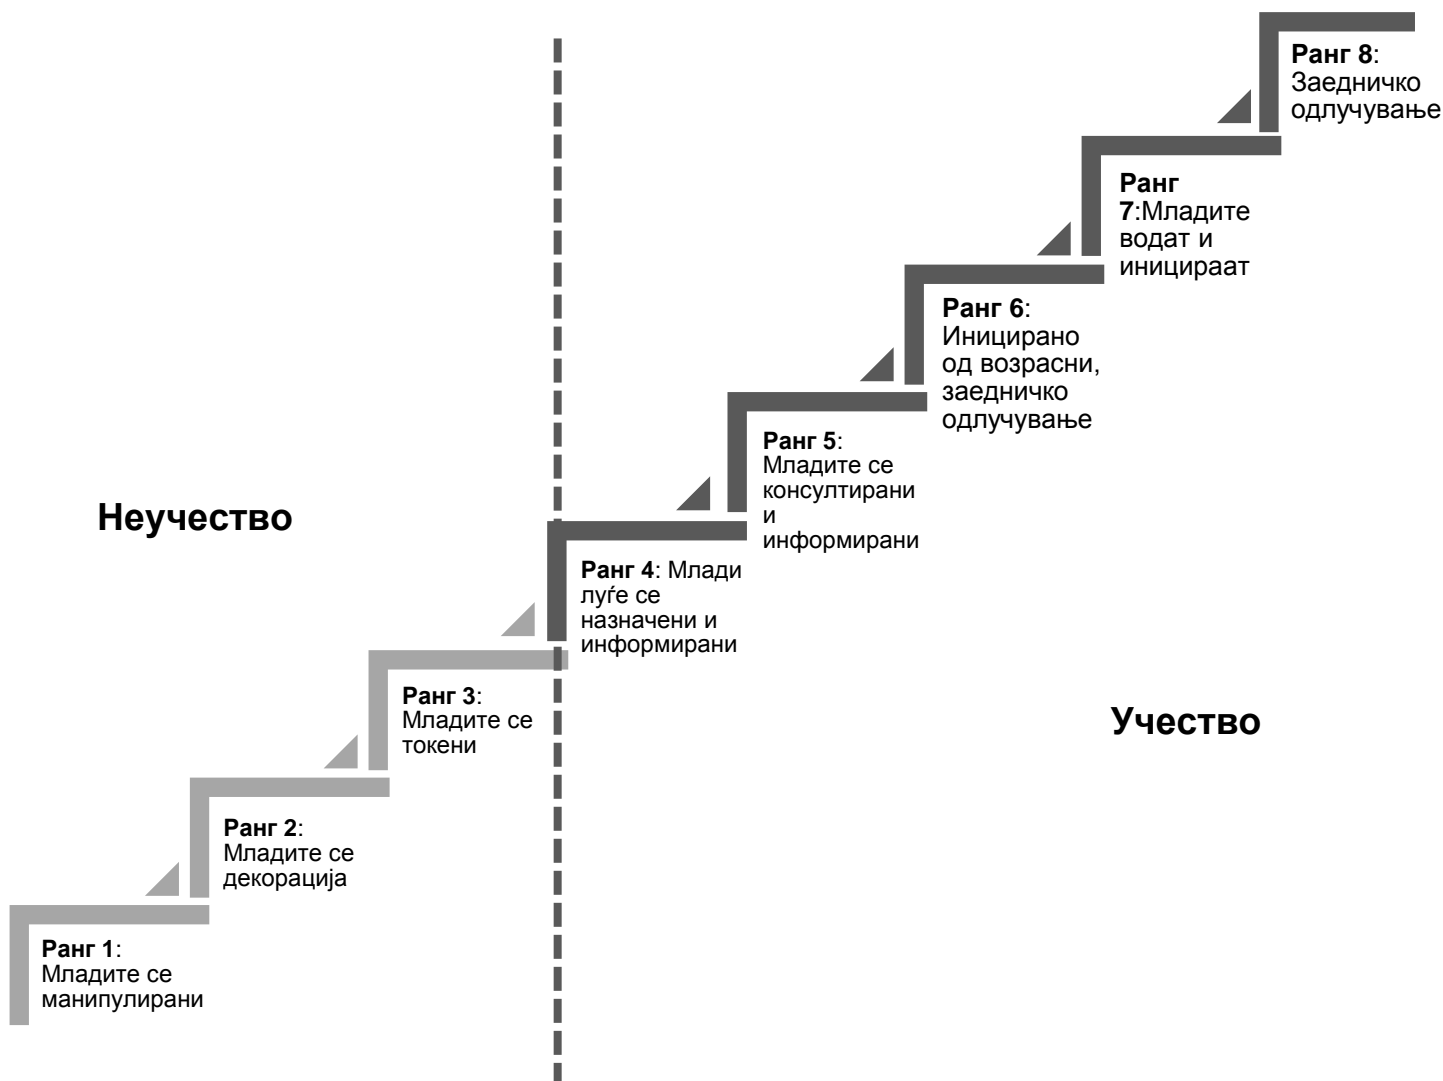 Ранг 8:
Заедничко
одлучување
Ранг
7:Младите
водат и
иницираат
Ранг 6:
Иницирано
од возрасни,
заедничко
одлучување
Ранг 5:
Младите се
консултирани
и
информирани
Неучество
Ранг 4: Млади
луѓе се
назначени и
информирани
Ранг 3:
Младите се
токени
Учество
Ранг 2:
Младите се
декорација
Ранг 1:
Младите се
манипулирани